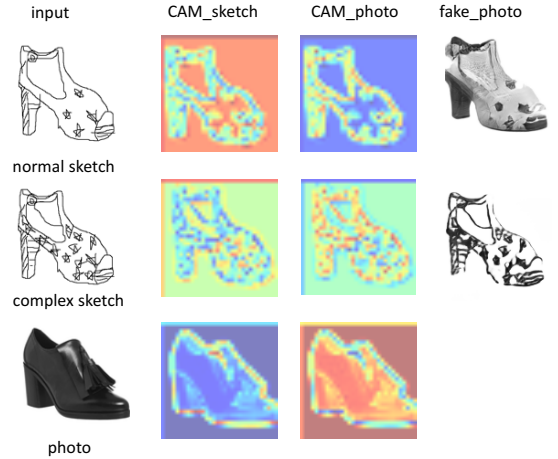 input CAM_sketch CAM_photo fake_photo
normal sketch
complex sketch
photo